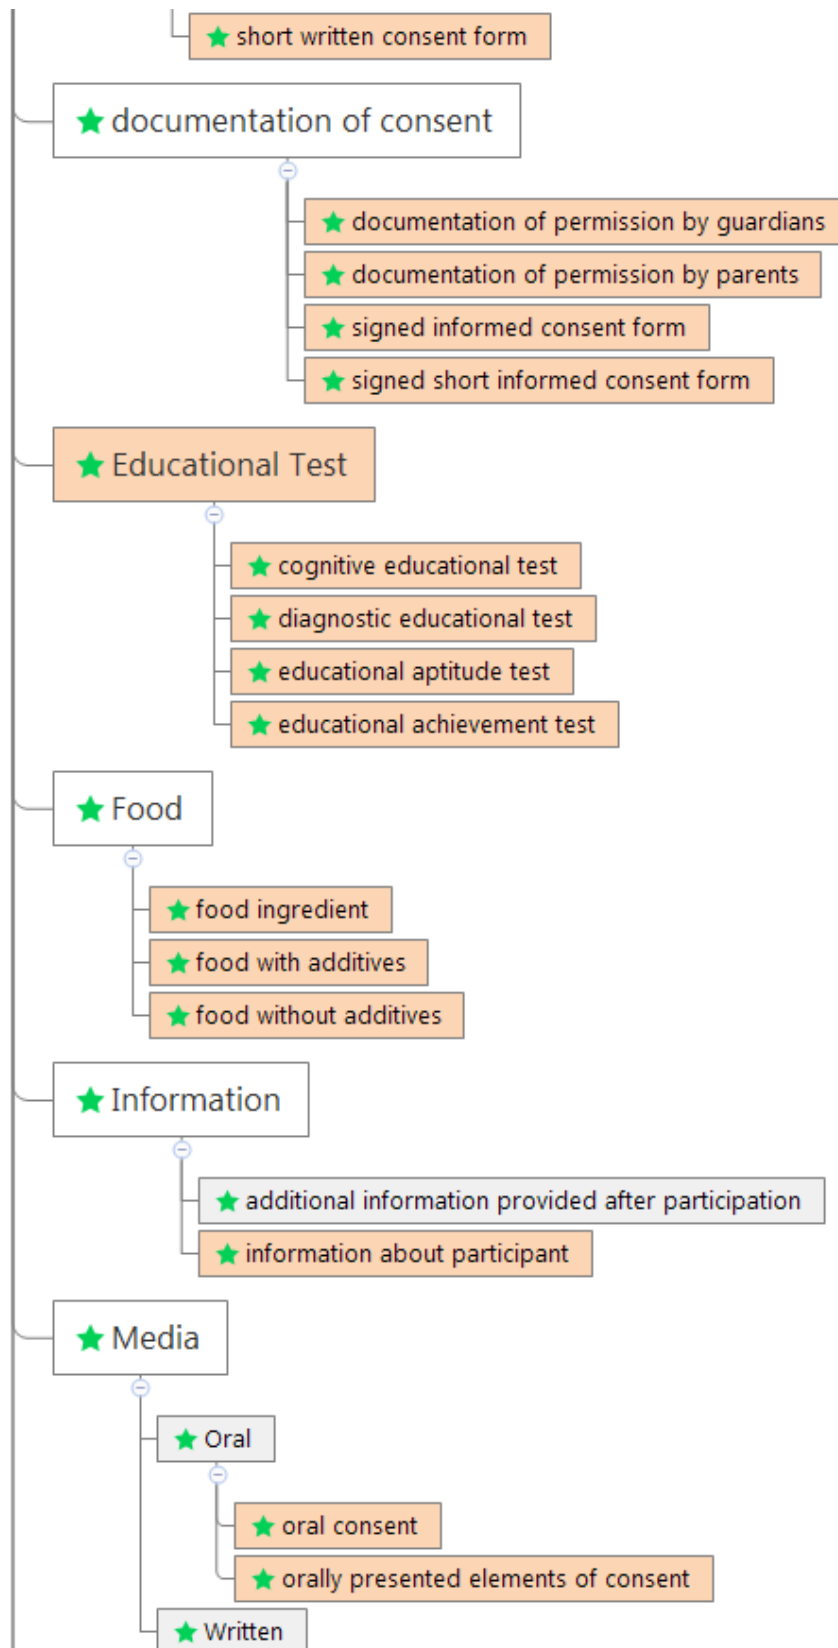 short written consent form
documentation of consent
documentation of permission by guardians
documentation of permission by parents
signed informed consent form
signed short informed consent form
Educational Test
cognitive educational test
diagnostic educational test
educational aptitude test
educational achievement test
Food
food ingredient
food with additives
food without additives
Information
additional information provided after participation
information about participant
Media
Oral
oral consent
orally presented elements of consent
Written